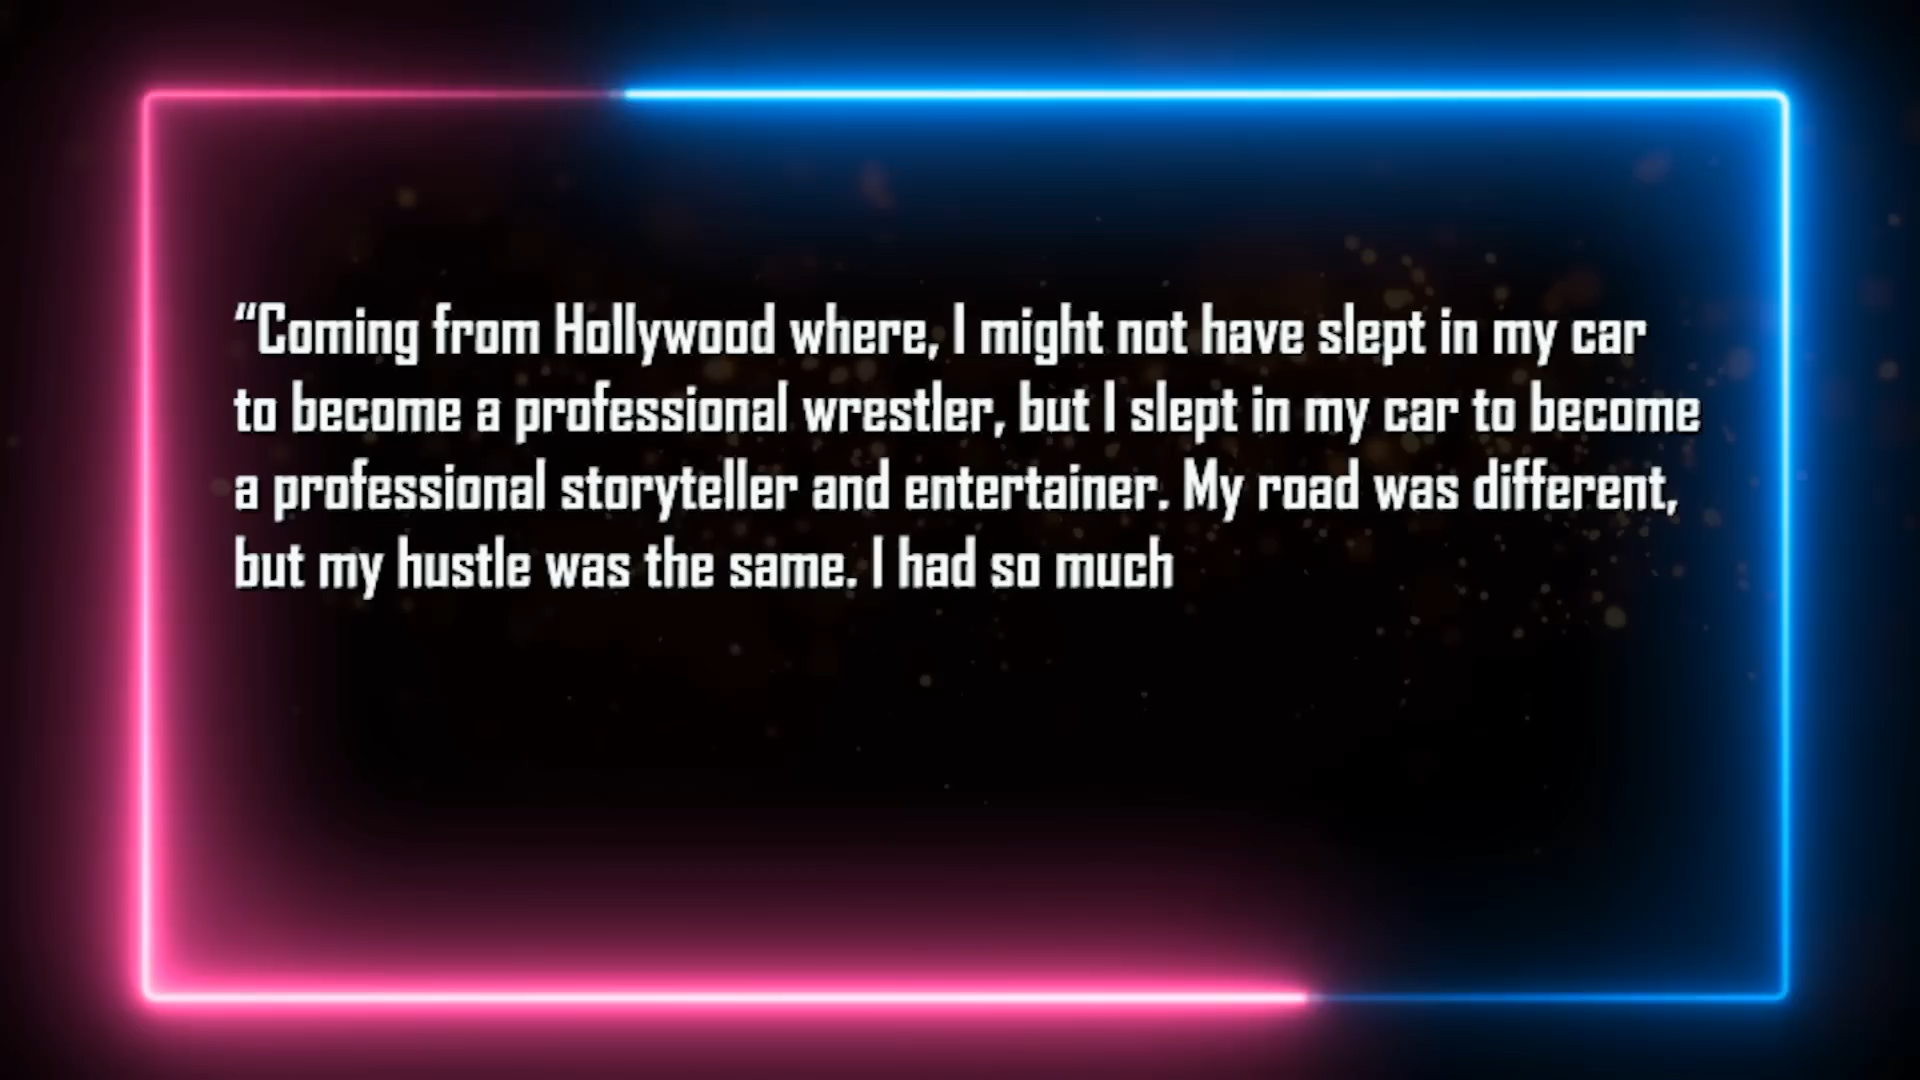 “Coming from Hollywood where, I might not have slept in my car
to become a professional wrestler, but I slept in my car to become
a professional storyteller and entertainer. My road was different,
but my hustle was the same. I had so much